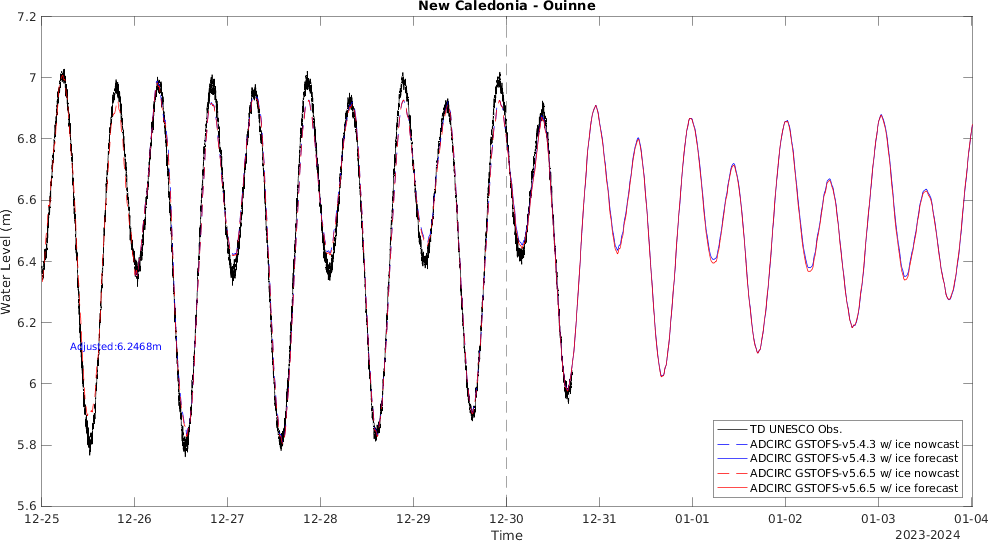 New Caledonia - Ouinne
7.2
7
6.8
6.6
6.4
6.2
6
5.8
5.6
Water Level (m)
Adjusted:6.2468m
TD UNESCO Obs.
ADCIRC GSTOFS-v5.4.3 w/ ice nowcast
ADCIRC GSTOFS-v5.4.3 w/ ice forecast
ADCIRC GSTOFS-v5.6.5 w/ ice nowcast
ADCIRC GSTOFS-v5.6.5 w/ ice forecast
12-25 12-26 12-27 12-28 12-29 12-30 12-31 01-01 01-02 01-03 01-04
Time
2023-2024